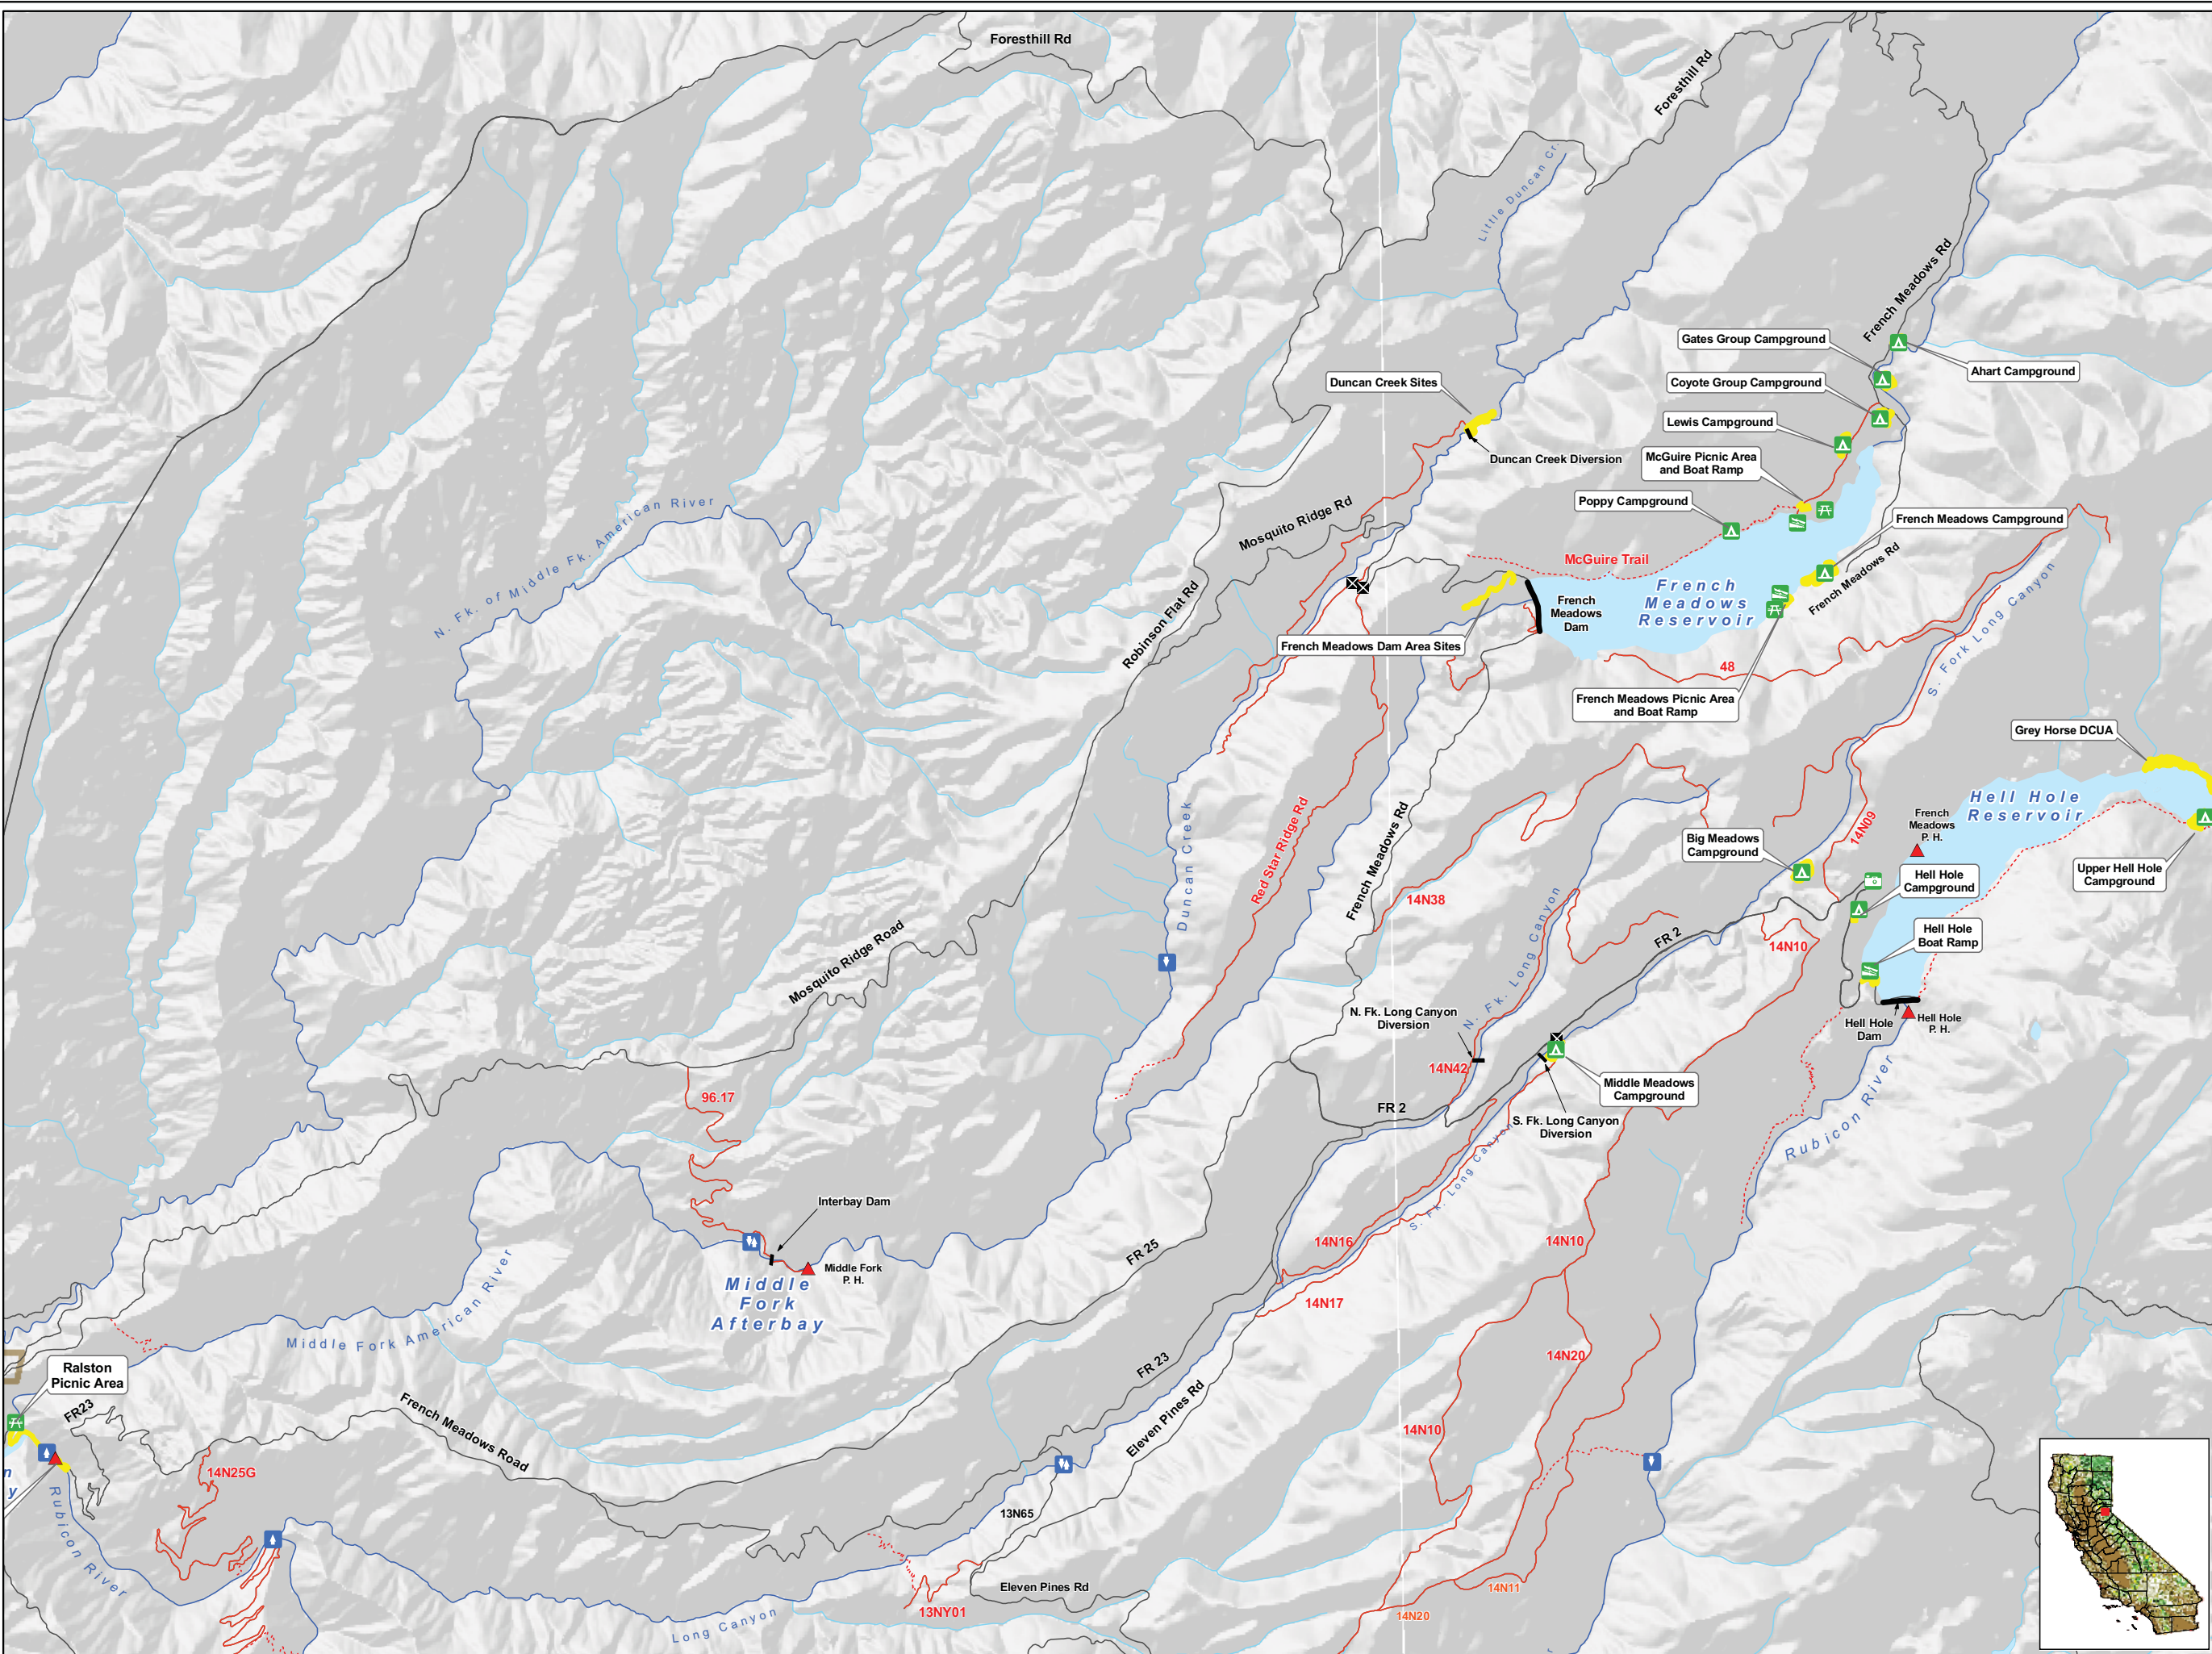 Foresthill Rd
Foresthill Rd
Little Duncan Cr.
French Meadows Rd
Gates Group Campground
Ahart Campground
Duncan Creek Sites
Coyote Group Campground
Lewis Campground
Duncan Creek Diversion
McGuire Picnic Area
and Boat Ramp
Poppy Campground
French Meadows Campground
N. Fk. of Middle Fk. American River
Mosquito Ridge Rd
McGuire Trail
French Meadows Rd
French
Meadows
Reservoir
French
Meadows
Dam
Robinson Flat Rd
French Meadows Dam Area Sites
S. Fork Long Canyon
48
French Meadows Picnic Area
and Boat Ramp
Grey Horse DCUA
Hell Hole
Reservoir
French
Meadows
P. H.
14N09
Duncan Creek
Red Star Ridge Rd
French Meadows Rd
Big Meadows
Campground
Upper Hell Hole
Campground
Hell Hole
Campground
14N38
Mosquito Ridge Road
N. Fk. Long Canyon
FR 2
14N10
Hell Hole
Boat Ramp
N. Fk. Long Canyon
Diversion
Hell Hole
Dam
Hell Hole
P. H.
14N42
Middle Meadows
Campground
96.17
FR 2
S. Fk. Long Canyon
Diversion
Rubicon River
S. Fk. Long Canyon
Interbay Dam
Middle Fork
P. H.
Middle
Fork
Afterbay
FR 25
14N16
14N10
14N17
Middle Fork American River
14N20
Ralston
Picnic Area
FR 23
FR23
French Meadows Road
Eleven Pines Rd
14N10
14N25G
n
y
Rubicon River
13N65
Eleven Pines Rd
14N11
13NY01
14N20
Long Canyon
r